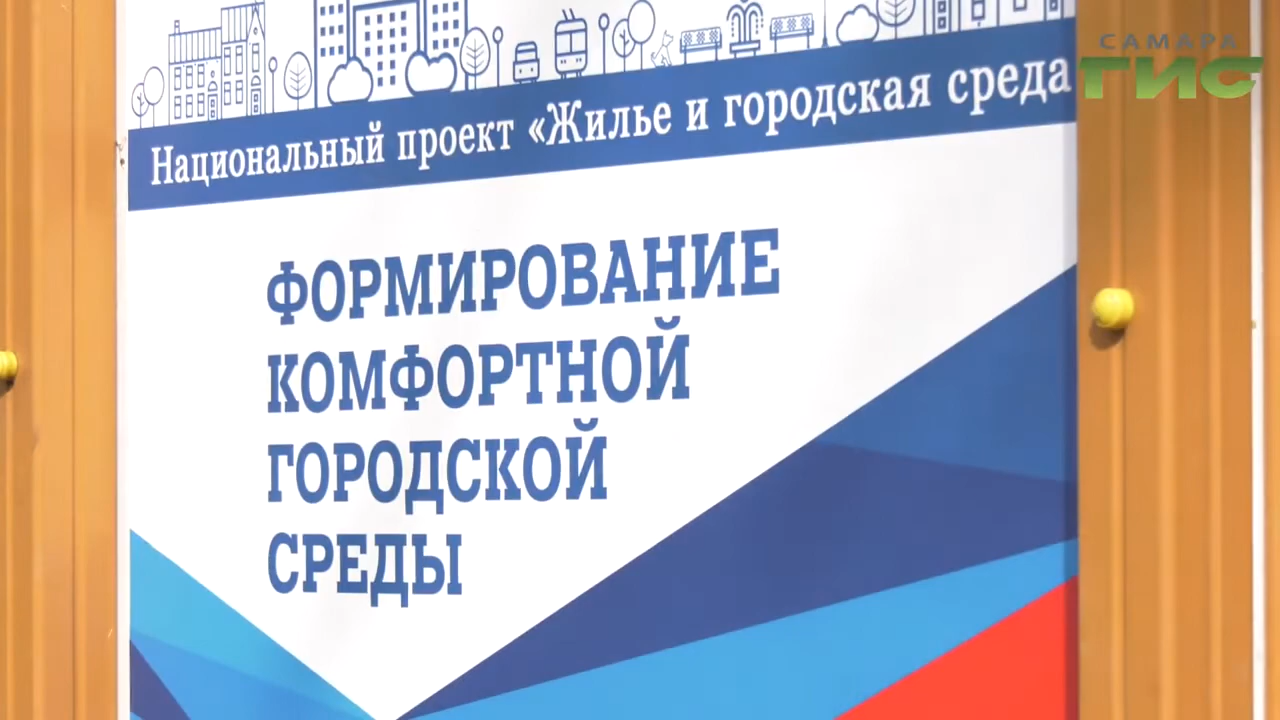 САМАРА
ГИС
Национальный проект «Жилье и городская среда
ФОРМИРОВАНИЕ
КОМФОРТНОЙ
ГОРОДСКОЙ
СРЕДЫ